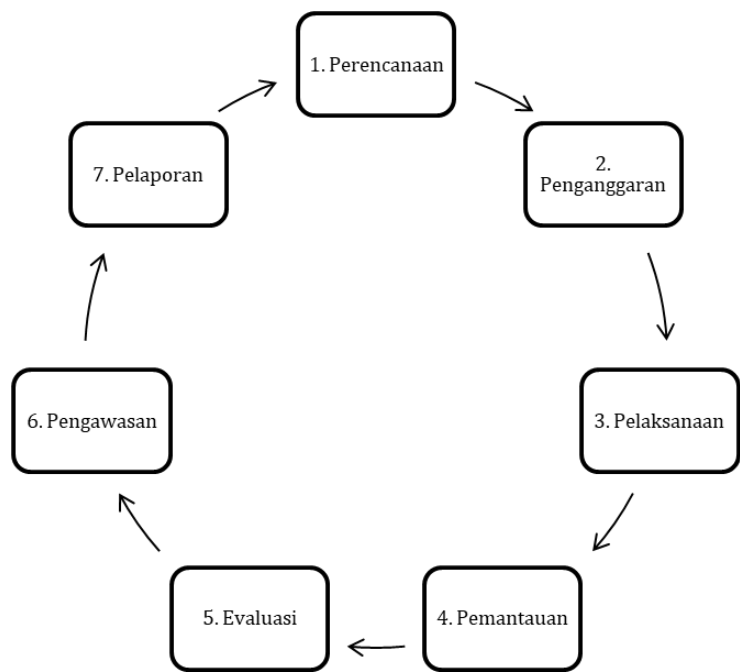 1. Perencanaan
2.
Penganggaran
3. Pelaksanaan
4. Pemantauan
5. Evaluasi
6. Pengawasan
7. Pelaporan